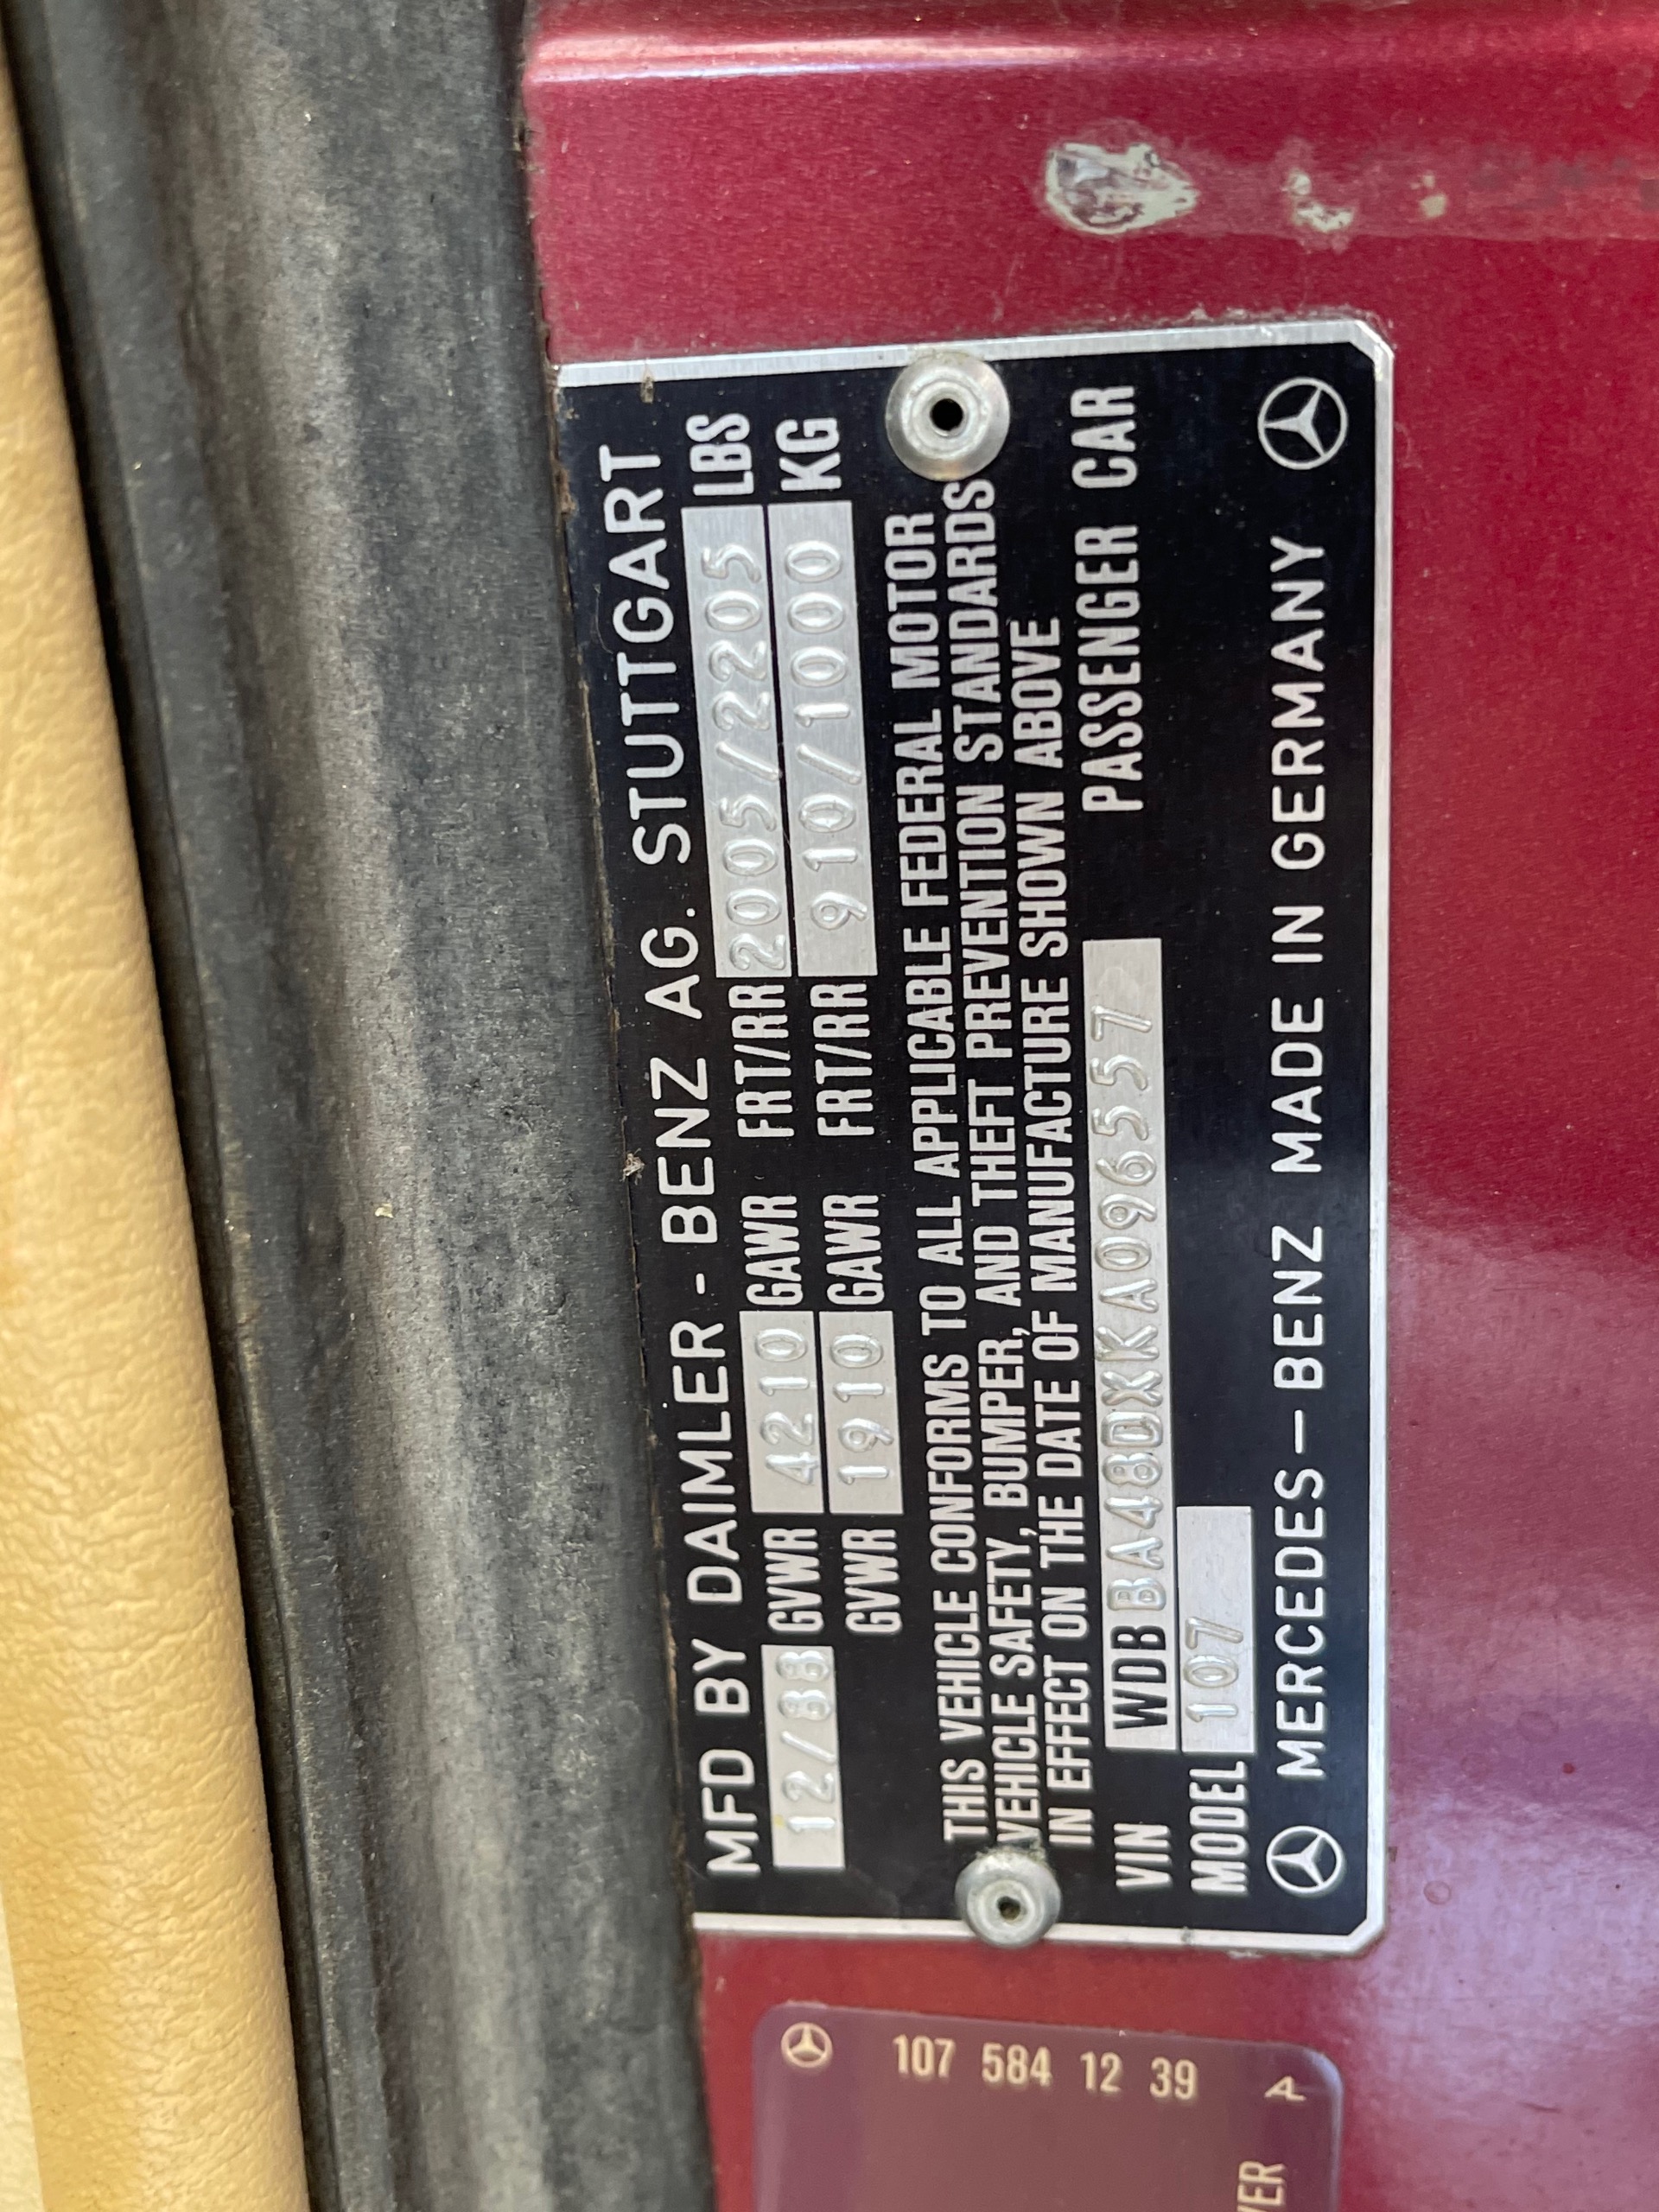 MFD BY DAIMLER - BENZ AG. STUTTGART
12/88 GVWR 4210 GAWR FRT/RR 2005/2205 LBS
GVWR 1910 GAWR FRT/RR 910/1000 KG
THIS VEHICLE CONFORMS TO ALL APPLICABLE FEDERAL MOTOR
VEHICLE SAFETY, BUMPER, AND THEFT PREVENTION STANDARDS
IN EFFECT ON THE DATE OF MANUFACTURE SHOWN ABOVE
VIN WDBBA48DXKA096557 PASSENGER CAR
MODEL 107
MERCEDES-BENZ MADE IN GERMANY
107 584 12 39